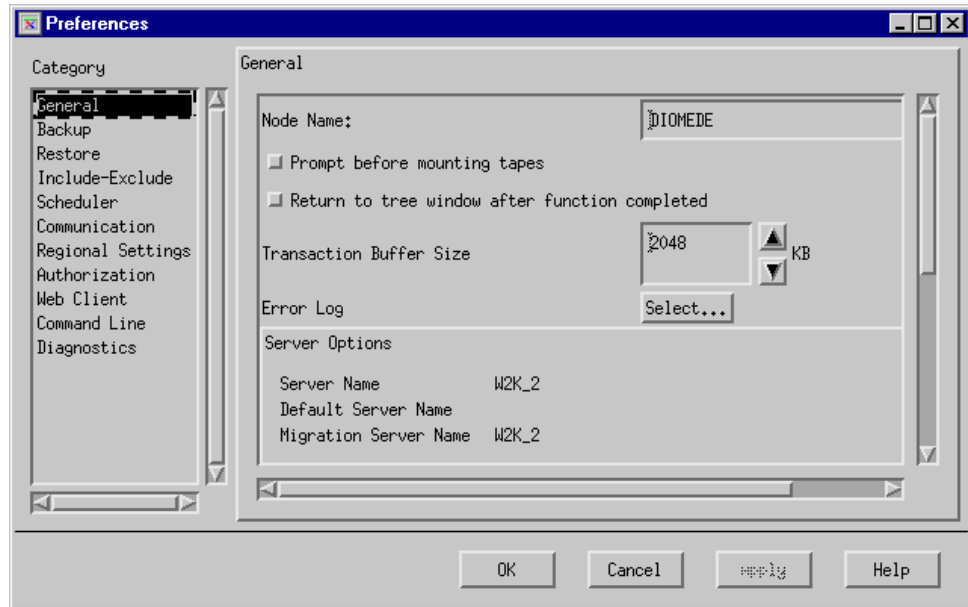 Preferences
Category
General
Backup
Restore
Include-Exclude
Scheduler
Communication
Regional Settings
Authorization
Web Client
Command Line
Diagnostics
General
Node Name: DIOMEDE
Prompt before mounting tapes
Return to tree window after function completed
Transaction Buffer Size 2048 KB
Error Log Select...
Server Options
Server Name W2K_2
Default Server Name
Migration Server Name W2K_2
OK Cancel Apply Help